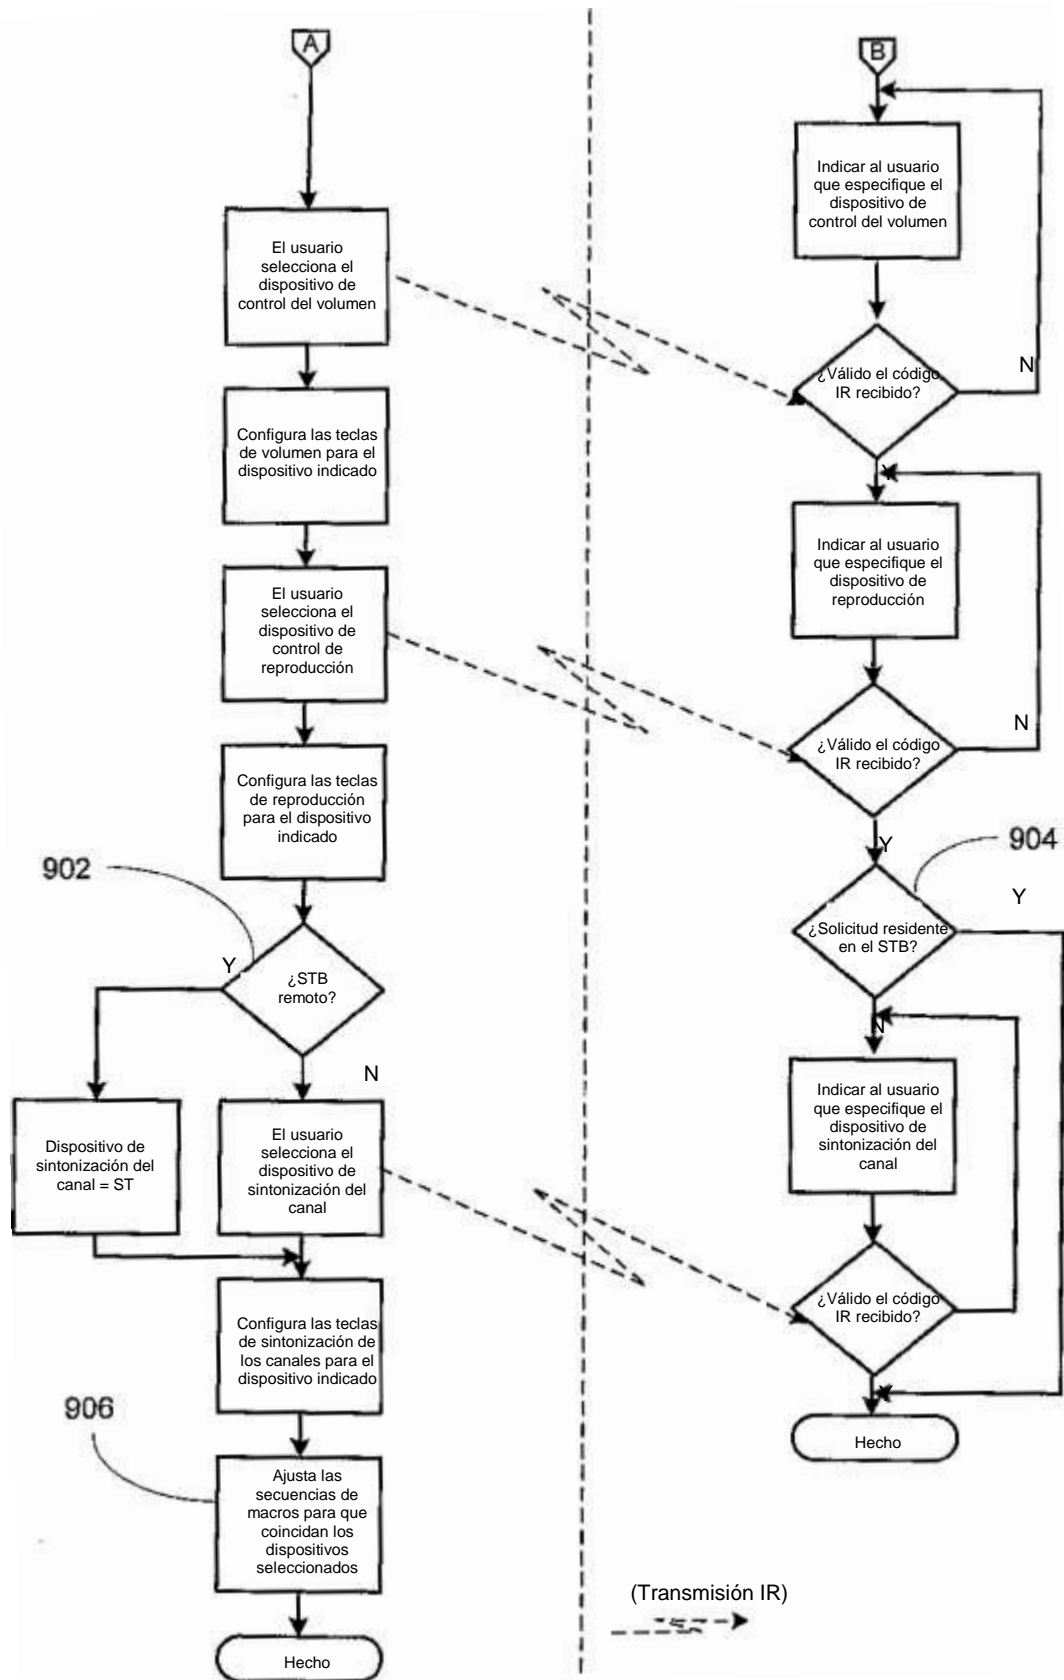 A
El usuario
selecciona el
dispositivo de
control del volumen
Configura las teclas
de volumen para el
dispositivo indicado
El usuario
selecciona el
dispositivo de
control de
reproducción
Configura las teclas
de reproducción
para el dispositivo
indicado
902
Y
¿STB
remoto?
N
Dispositivo de
sintonización del
canal = ST
El usuario
selecciona el
dispositivo de
sintonización del
canal
Configura las teclas
de sintonización de
los canales para el
dispositivo indicado
906
Ajusta las
secuencias de
macros para que
coincidan los
dispositivos
seleccionados
Hecho
B
Indicar al usuario
que especifique el
dispositivo de
control del volumen
¿Válido el código
IR recibido?
N
Y
Indicar al usuario
que especifique el
dispositivo de
reproducción
¿Válido el código
IR recibido?
N
Y
904
¿Solicitud residente
en el STB?
Y
N
Indicar al usuario
que especifique el
dispositivo de
sintonización del
canal
¿Válido el código
IR recibido?
Y
Hecho
(Transmisión IR)